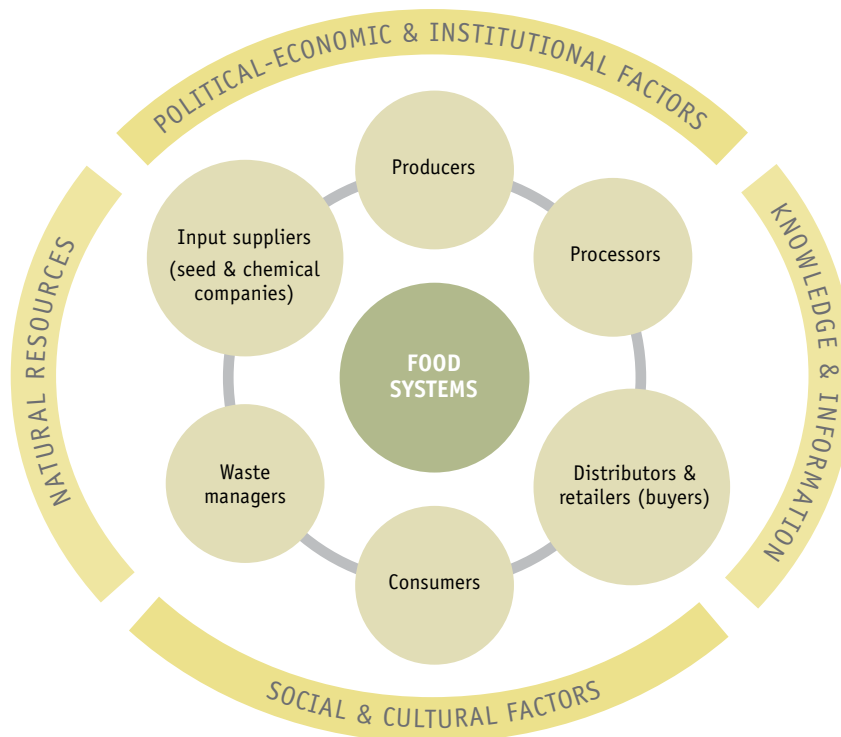 POLITICAL-ECONOMIC & INSTITUTIONAL FACTORS
Producers
Input suppliers
(seed & chemical
companies)
Processors
KNOWLEDGE & INFORMATION
NATURAL RESOURCES
FOOD
SYSTEMS
Waste
managers
Distributors &
retailers (buyers)
Consumers
SOCIAL & CULTURAL FACTORS